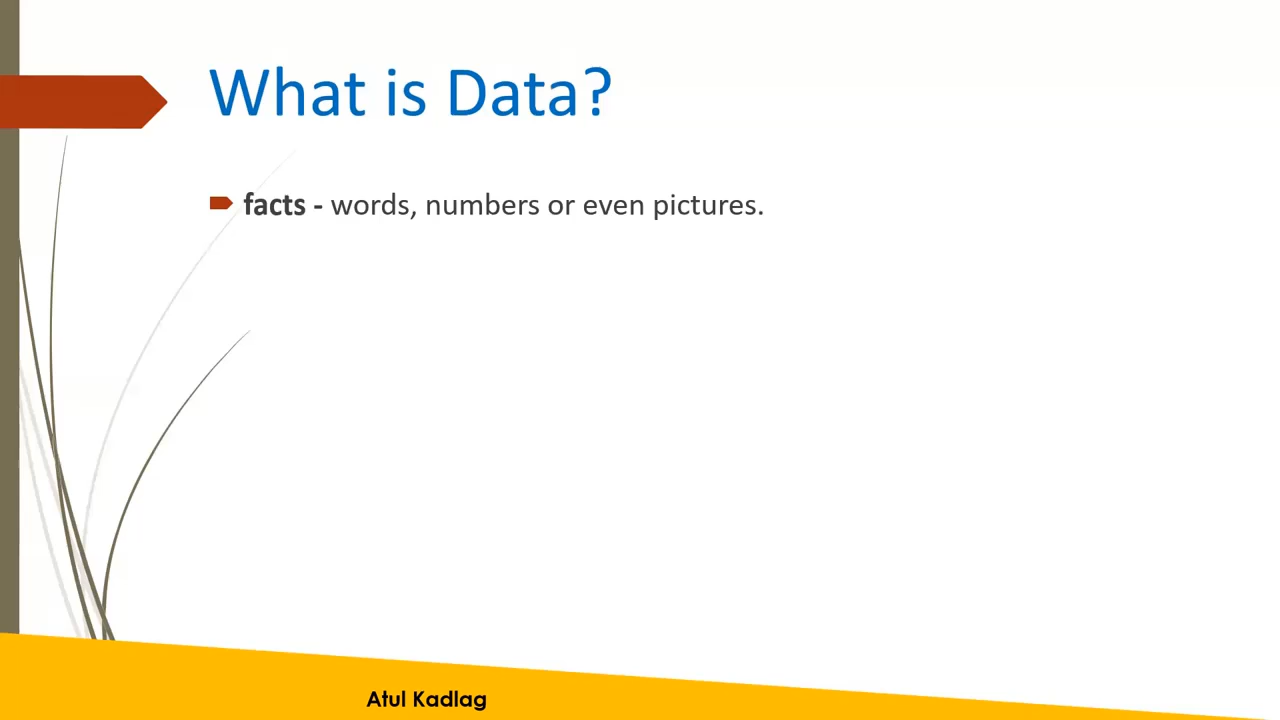 What is Data?
facts - words, numbers or even pictures.
Atul Kadlag